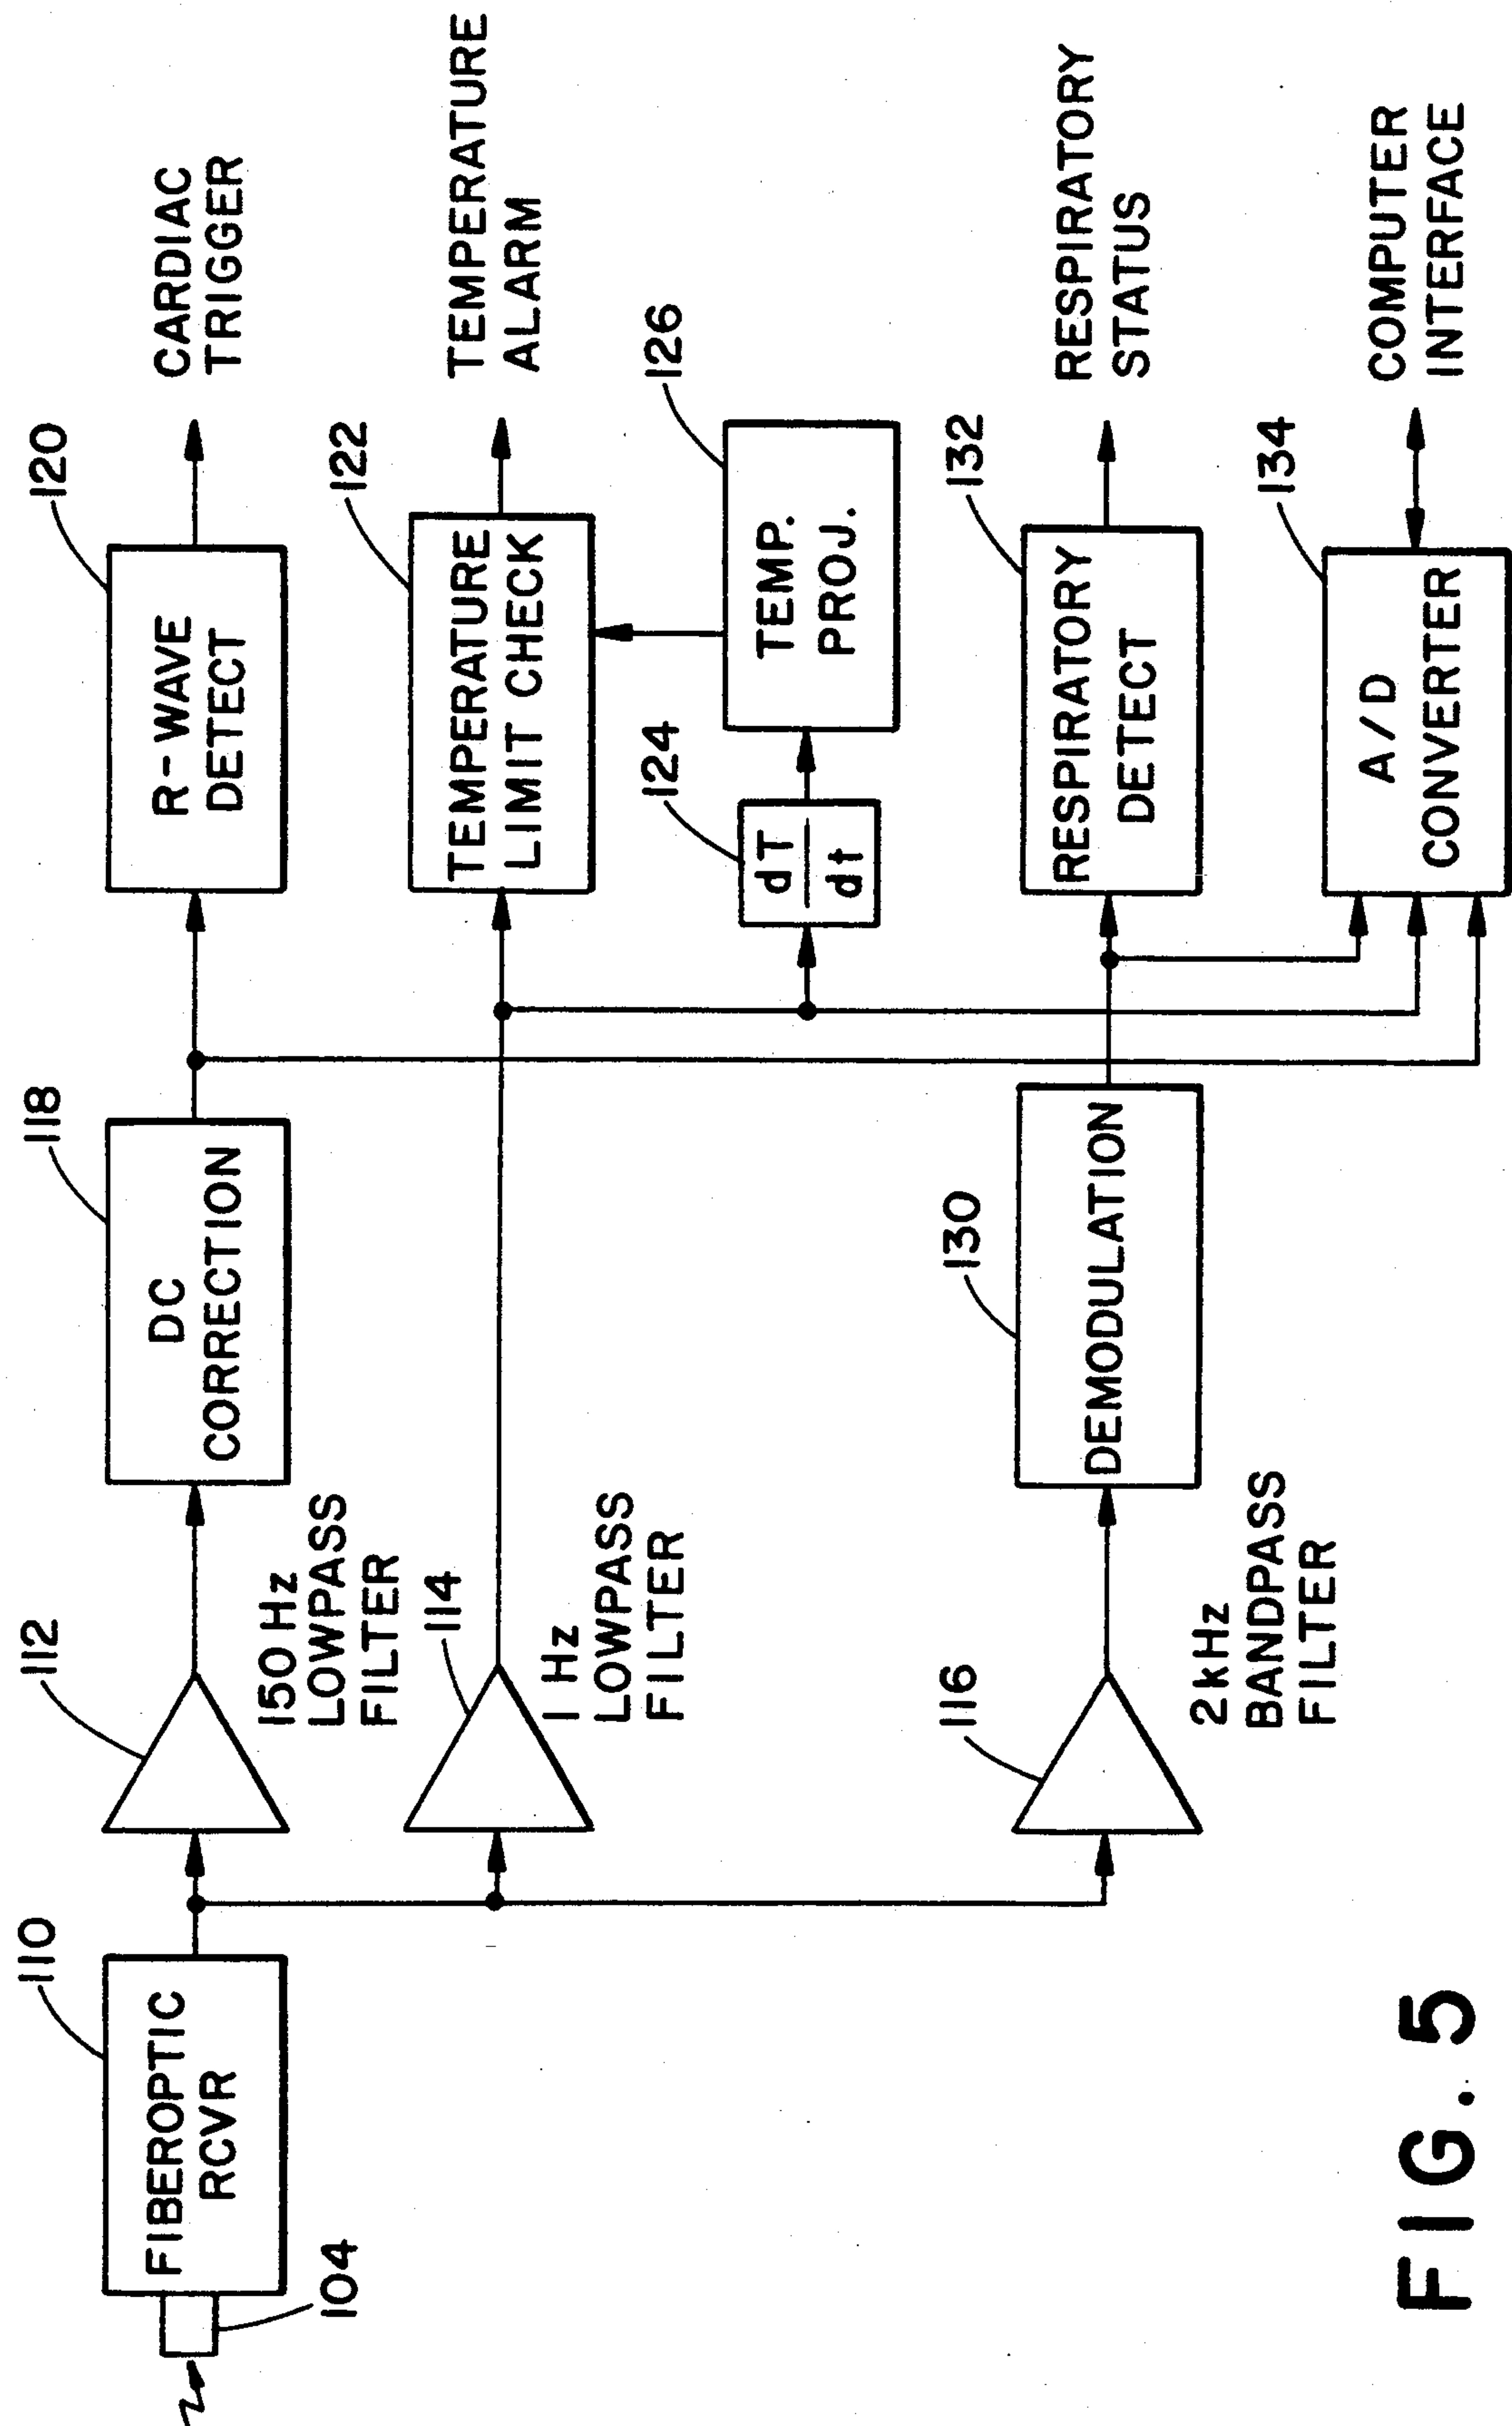 110
FIBEROPTIC
RCVR
104
112
150 Hz
LOWPASS
FILTER
114
1 Hz
LOWPASS
FILTER
116
2 kHz
BANDPASS
FILTER
118
DC
CORRECTION
130
DEMODULATION
120
R-WAVE
DETECT
CARDIAC
TRIGGER
122
TEMPERATURE
LIMIT CHECK
TEMPERATURE
ALARM
124
dT
dt
126
TEMP.
PROJ.
132
RESPIRATORY
DETECT
RESPIRATORY
STATUS
134
A/D
CONVERTER
COMPUTER
INTERFACE
FIG. 5